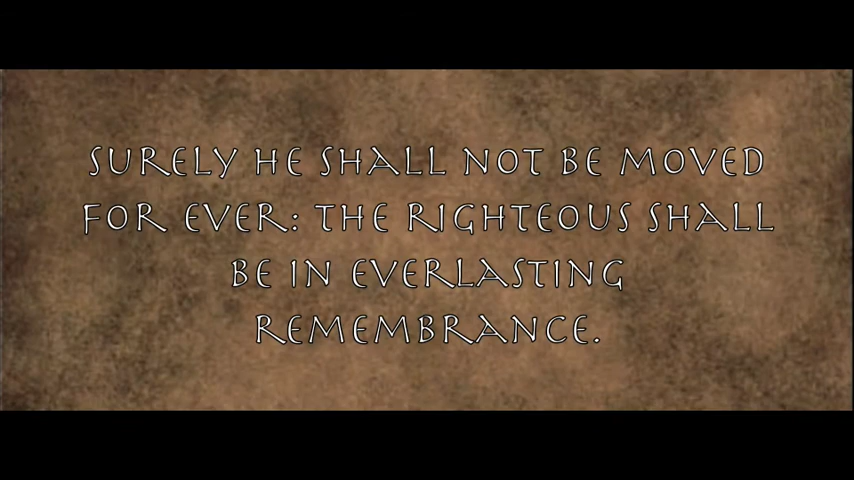 SURELY HE SHALL NOT BE MOVED
FOR EVER: THE RIGHTEOUS SHALL
BE IN EVERLASTING
REMEMBRANCE.